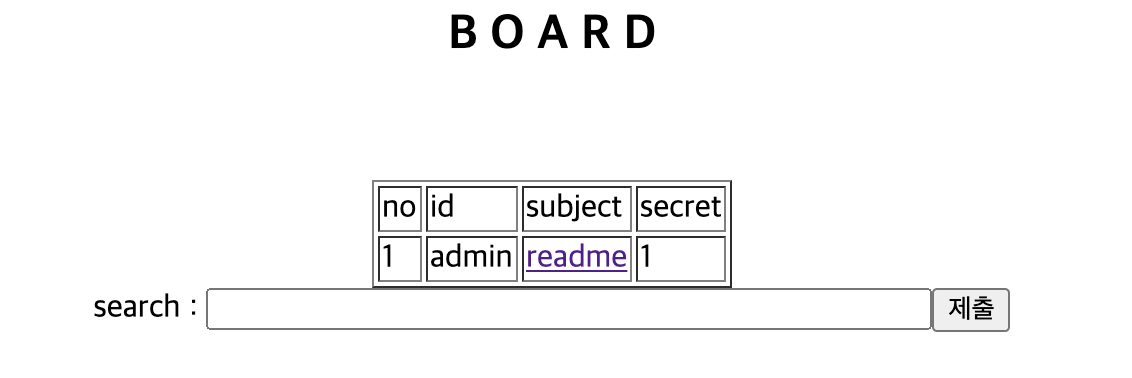 B O A R D
no id subject secret
1 admin readme 1
search : 제출